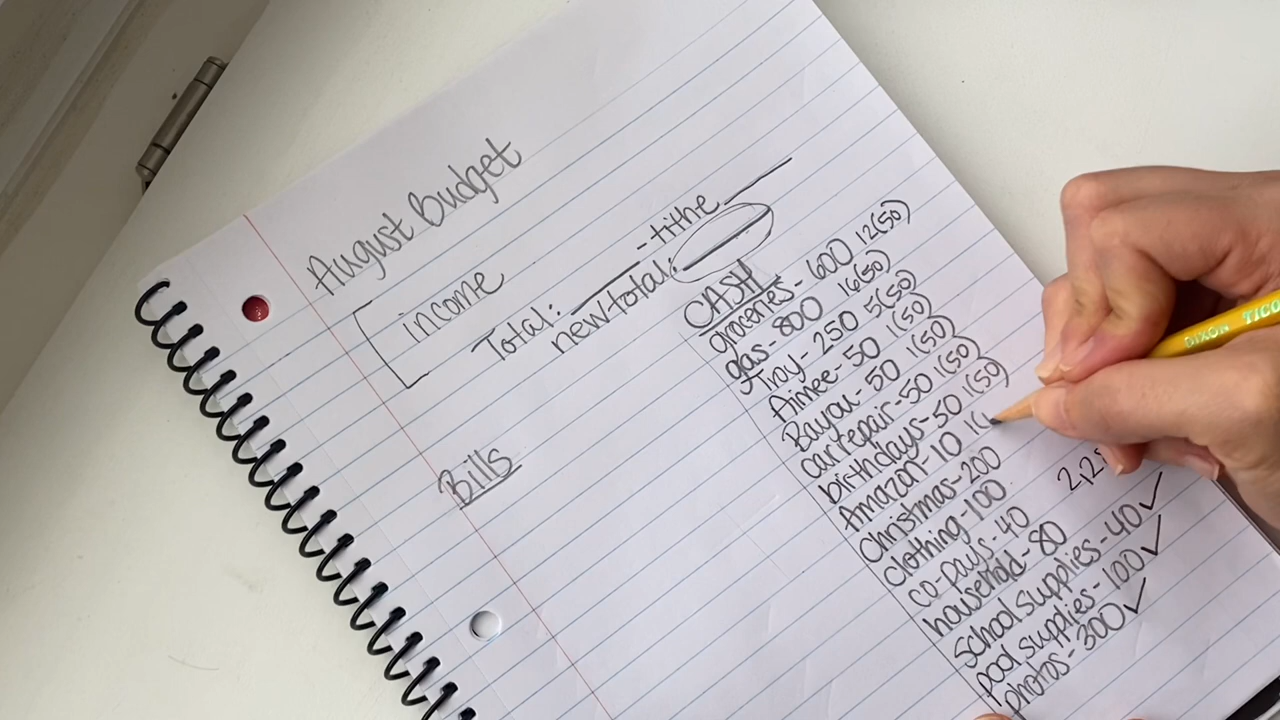 August Budget
income
Total: - tithe
new total:
CASH
groceries - 600 12(50)
gas - 800 16(50)
Troy - 250 5(50)
Aimee - 50 1(50)
Bayou - 50 1(50)
car repair - 50 1(50)
birthdays - 50 1(50)
Amazon - 10 1(
Christmas - 200
clothing - 100
co-pays - 40
household - 80
School supplies - 40 ✓
pool supplies - 100 ✓
photos - 300 ✓
Bills
DIXON TICO